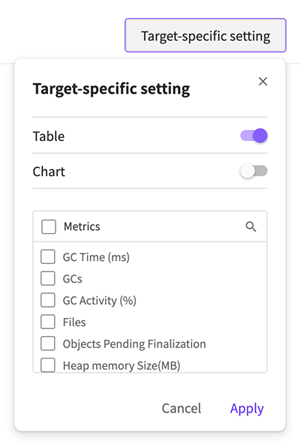 Target-specific setting
Target-specific setting
Table
Chart
Metrics
GC Time (ms)
GCs
GC Activity (%)
Files
Objects Pending Finalization
Heap memory Size(MB)
Cancel Apply